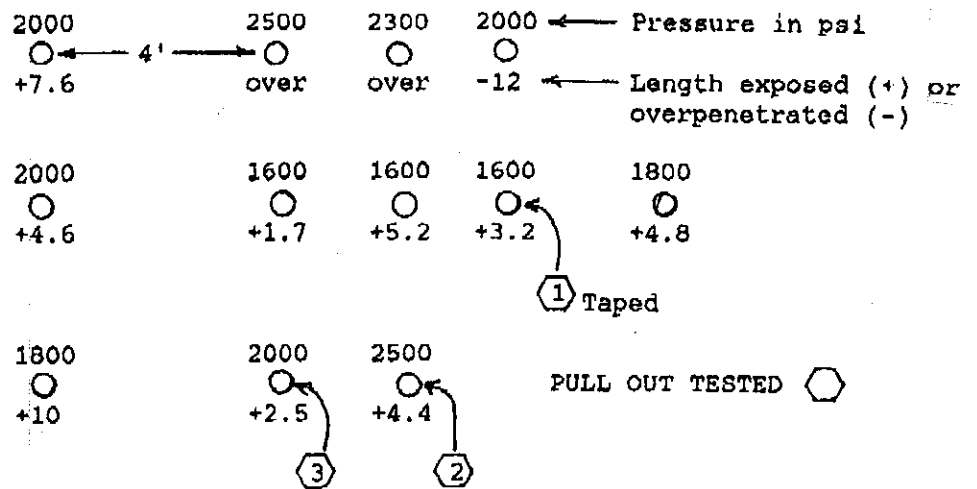 2000 2500 2300 2000 Pressure in psi
4'
+7.6 over over -12 Length exposed (+) or
overpenetrated (-)
2000 1600 1600 1600 1800
+4.6 +1.7 +5.2 +3.2 +4.8
1 Taped
1800 2000 2500
PULL OUT TESTED
+10 +2.5 +4.4
3 2